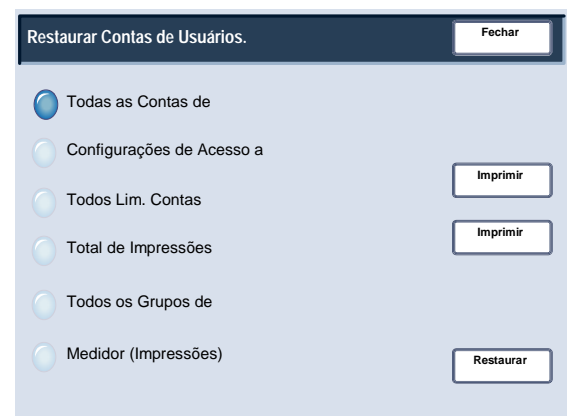 Restaurar Contas de Usuários.
Fechar
Todas as Contas de
Configurações de Acesso a
Imprimir
Todos Lim. Contas
Imprimir
Total de Impressões
Todos os Grupos de
Medidor (Impressões)
Restaurar